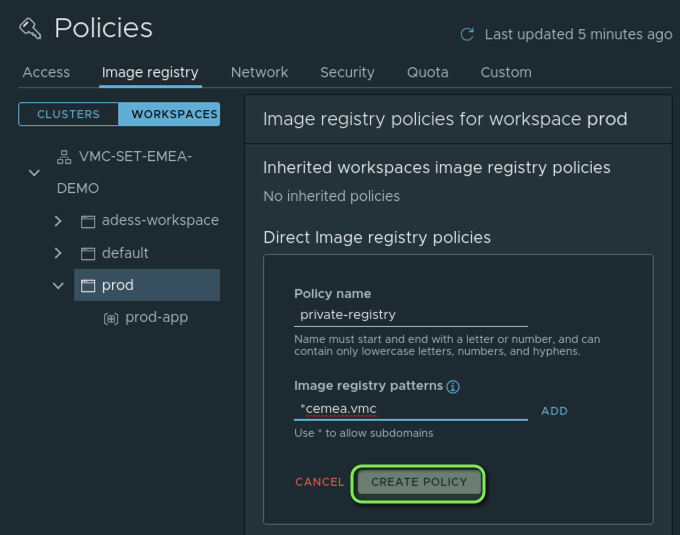 Policies
Last updated 5 minutes ago
Access Image registry Network Security Quota Custom
CLUSTERS WORKSPACES
VMC-SET-EMEA-
DEMO
adess-workspace
default
prod
prod-app
Image registry policies for workspace prod
Inherited workspaces image registry policies
No inherited policies
Direct Image registry policies
Policy name
private-registry
Name must start and end with a letter or number, and can
contain only lowercase letters, numbers, and hyphens.
Image registry patterns
*cemea.vmc
ADD
Use * to allow subdomains
CANCEL CREATE POLICY